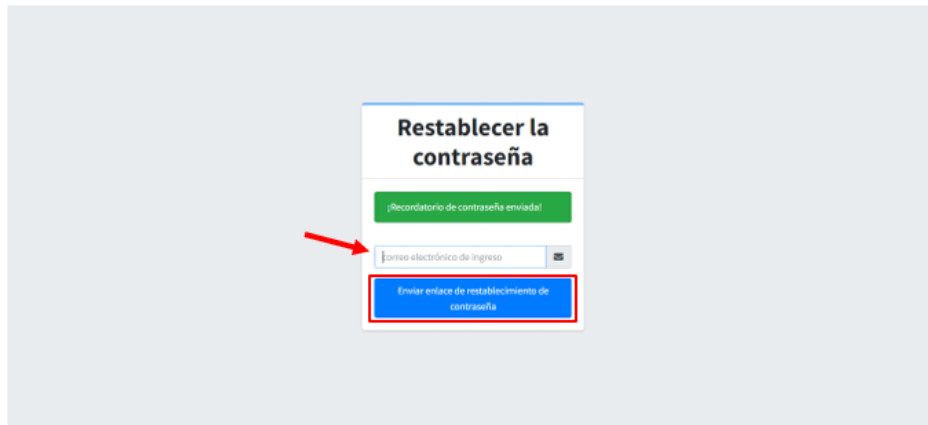 Restablecer la
contraseña
¡Recordatorio de contraseña enviada!
correo electrónico de ingreso
Enviar enlace de restablecimiento de
contraseña